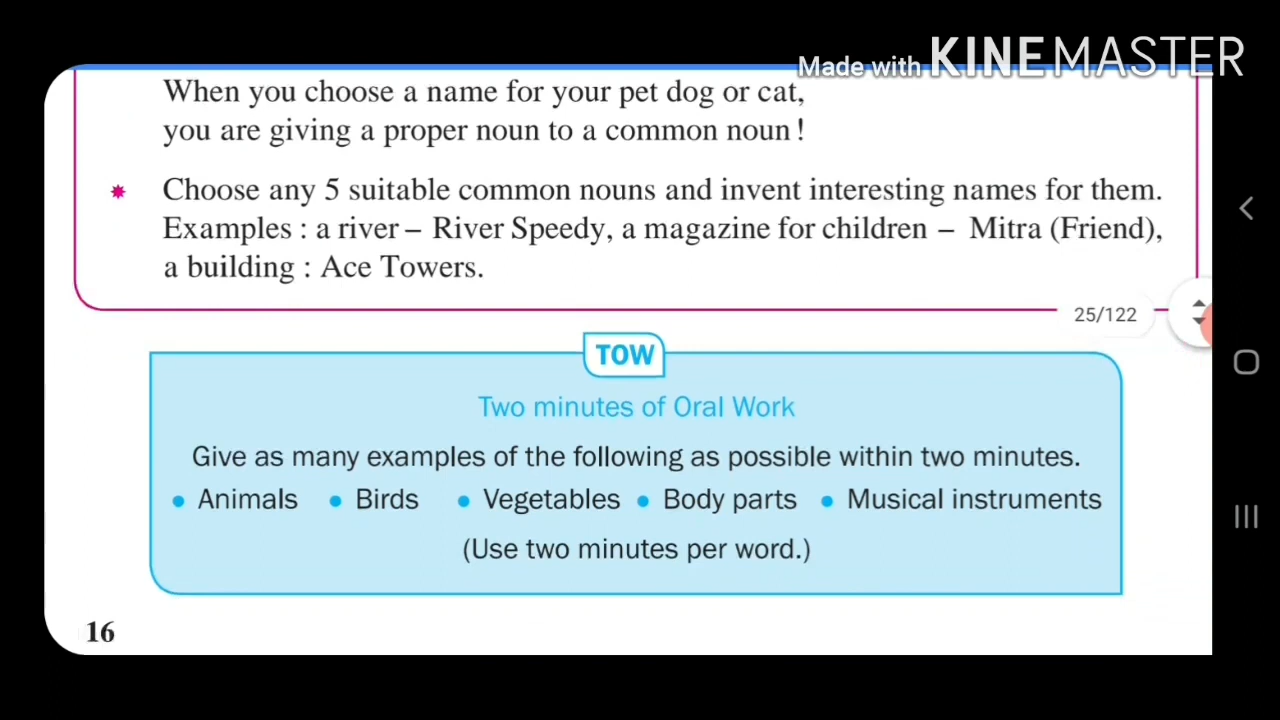 Made with KINEMASTER
When you choose a name for your pet dog or cat,
you are giving a proper noun to a common noun !
Choose any 5 suitable common nouns and invent interesting names for them.
Examples : a river – River Speedy, a magazine for children – Mitra (Friend),
a building : Ace Towers.
25/122
TOW
Two minutes of Oral Work
Give as many examples of the following as possible within two minutes.
• Animals • Birds • Vegetables • Body parts • Musical instruments
(Use two minutes per word.)
16